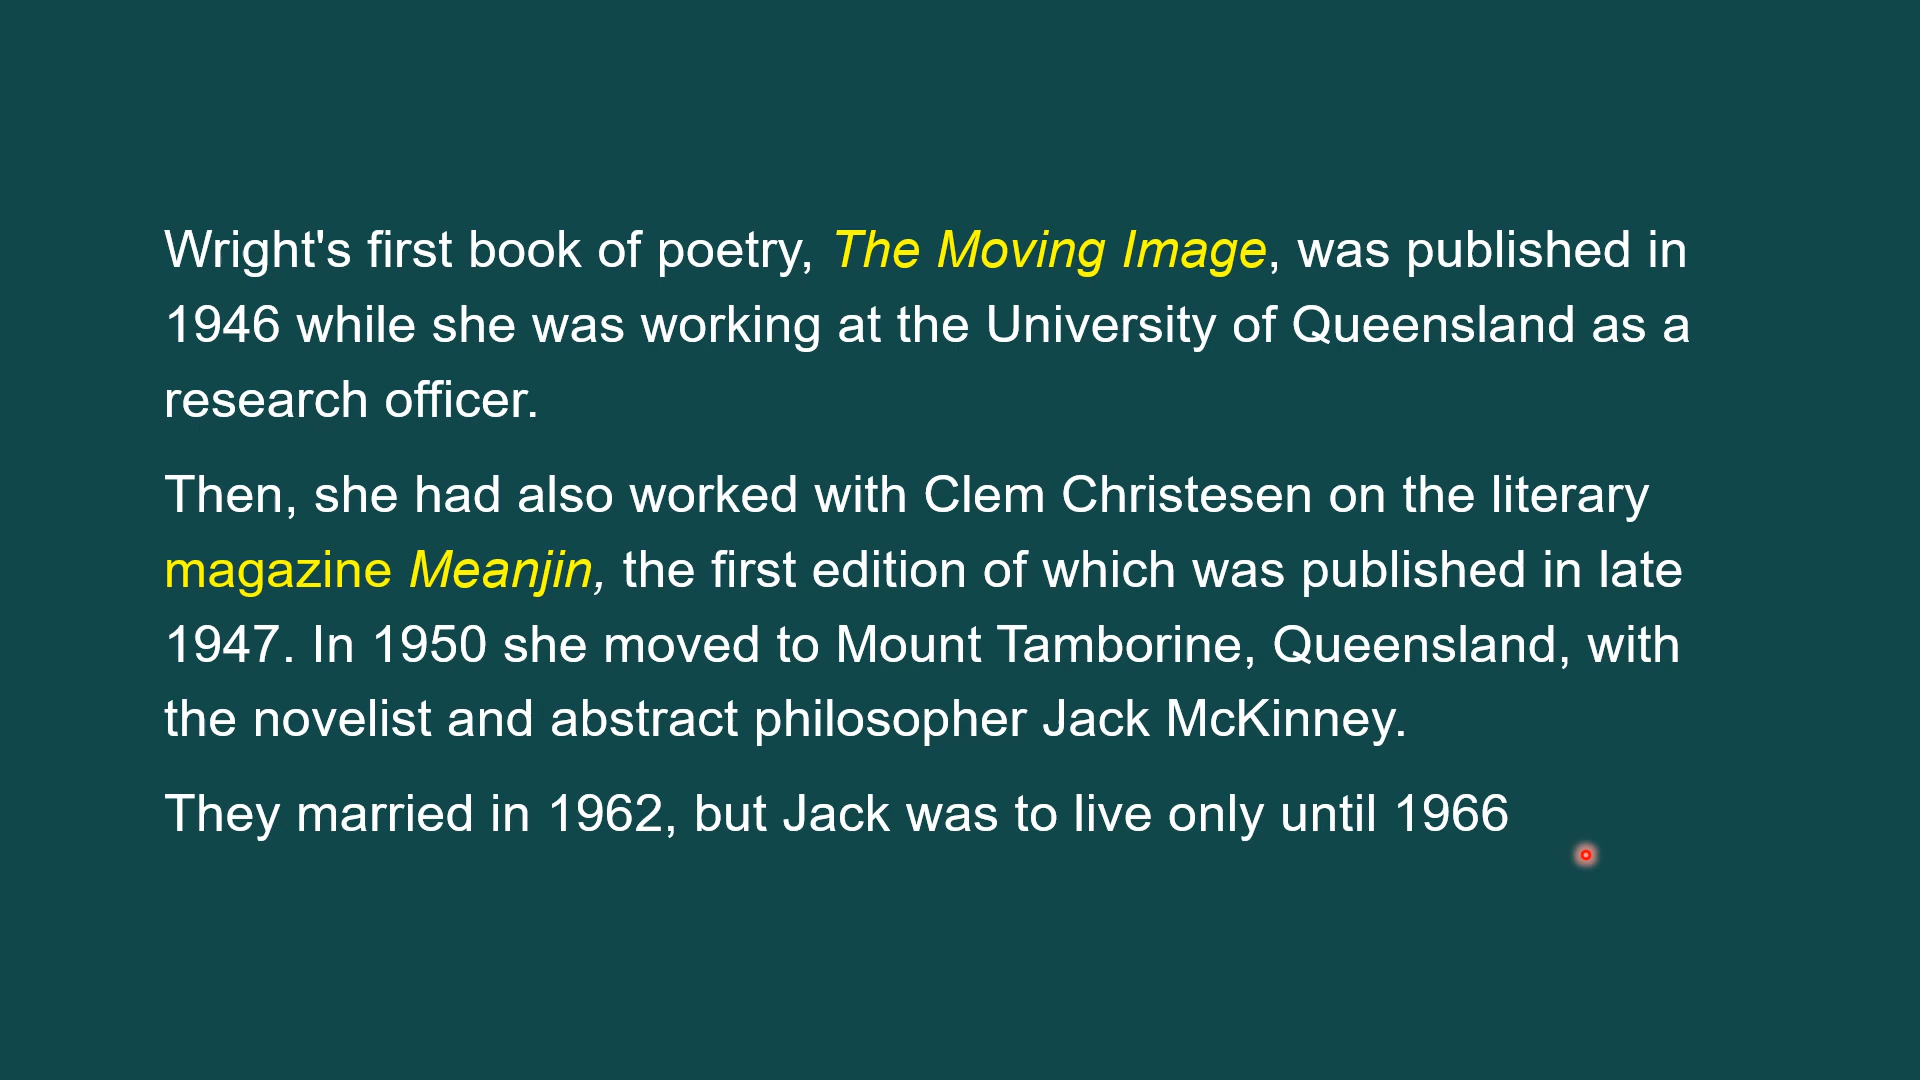 Wright's first book of poetry, The Moving Image, was published in
1946 while she was working at the University of Queensland as a
research officer.
Then, she had also worked with Clem Christesen on the literary
magazine Meanjin, the first edition of which was published in late
1947. In 1950 she moved to Mount Tamborine, Queensland, with
the novelist and abstract philosopher Jack McKinney.
They married in 1962, but Jack was to live only until 1966